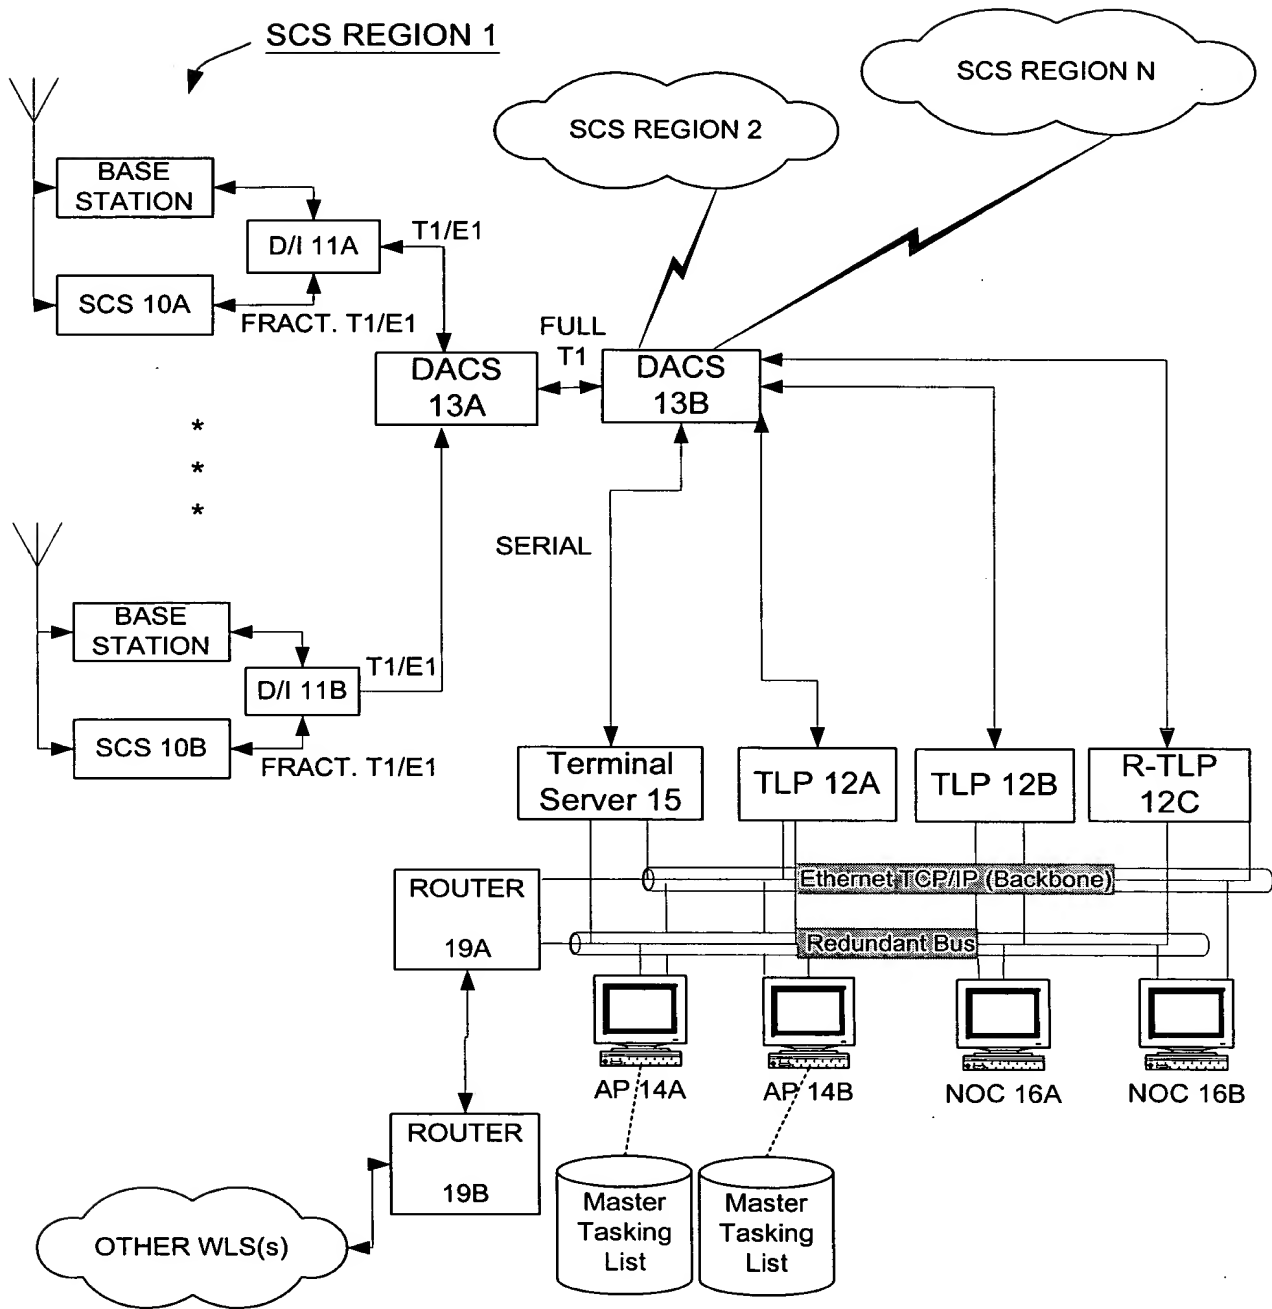 SCS REGION 1
SCS REGION 2
SCS REGION N
BASE
STATION
D/I 11A
T1/E1
SCS 10A
FRACT. T1/E1
DACS
13A
FULL
T1
DACS
13B
*
*
*
SERIAL
BASE
STATION
D/I 11B
T1/E1
SCS 10B
FRACT. T1/E1
Terminal
Server 15
TLP 12A
TLP 12B
R-TLP
12C
Ethernet TCP/IP (Backbone)
Redundant Bus
ROUTER
19A
AP 14A
AP 14B
NOC 16A
NOC 16B
ROUTER
19B
Master
Tasking
List
Master
Tasking
List
OTHER WLS(s)